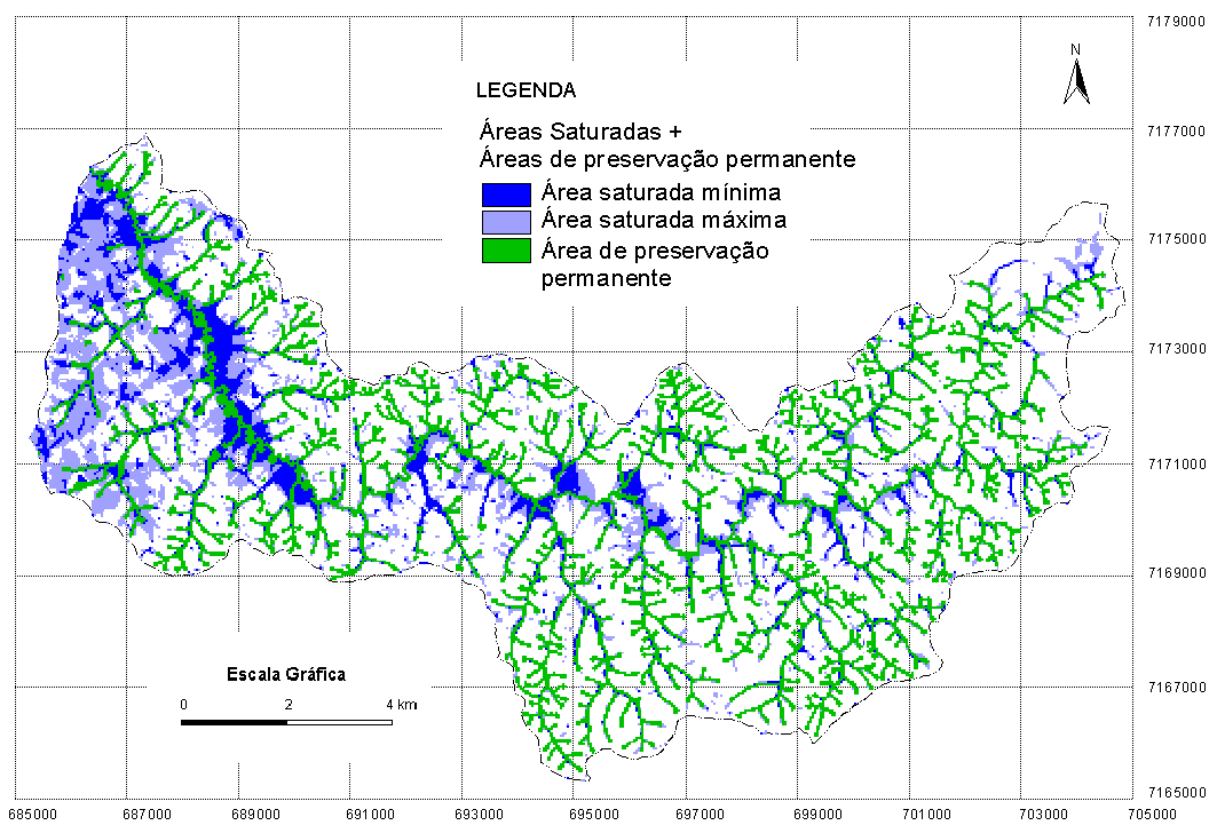 7179000
N
LEGENDA
Áreas Saturadas +
7177000
Áreas de preservação permanente
Área saturada mínima
Área saturada máxima
7175000
Área de preservação
permanente
7173000
7171000
7169000
Escala Gráfica
7167000
0 2 4 km
7165000
685000 687000 689000 691000 693000 695000 697000 699000 701000 703000 705000